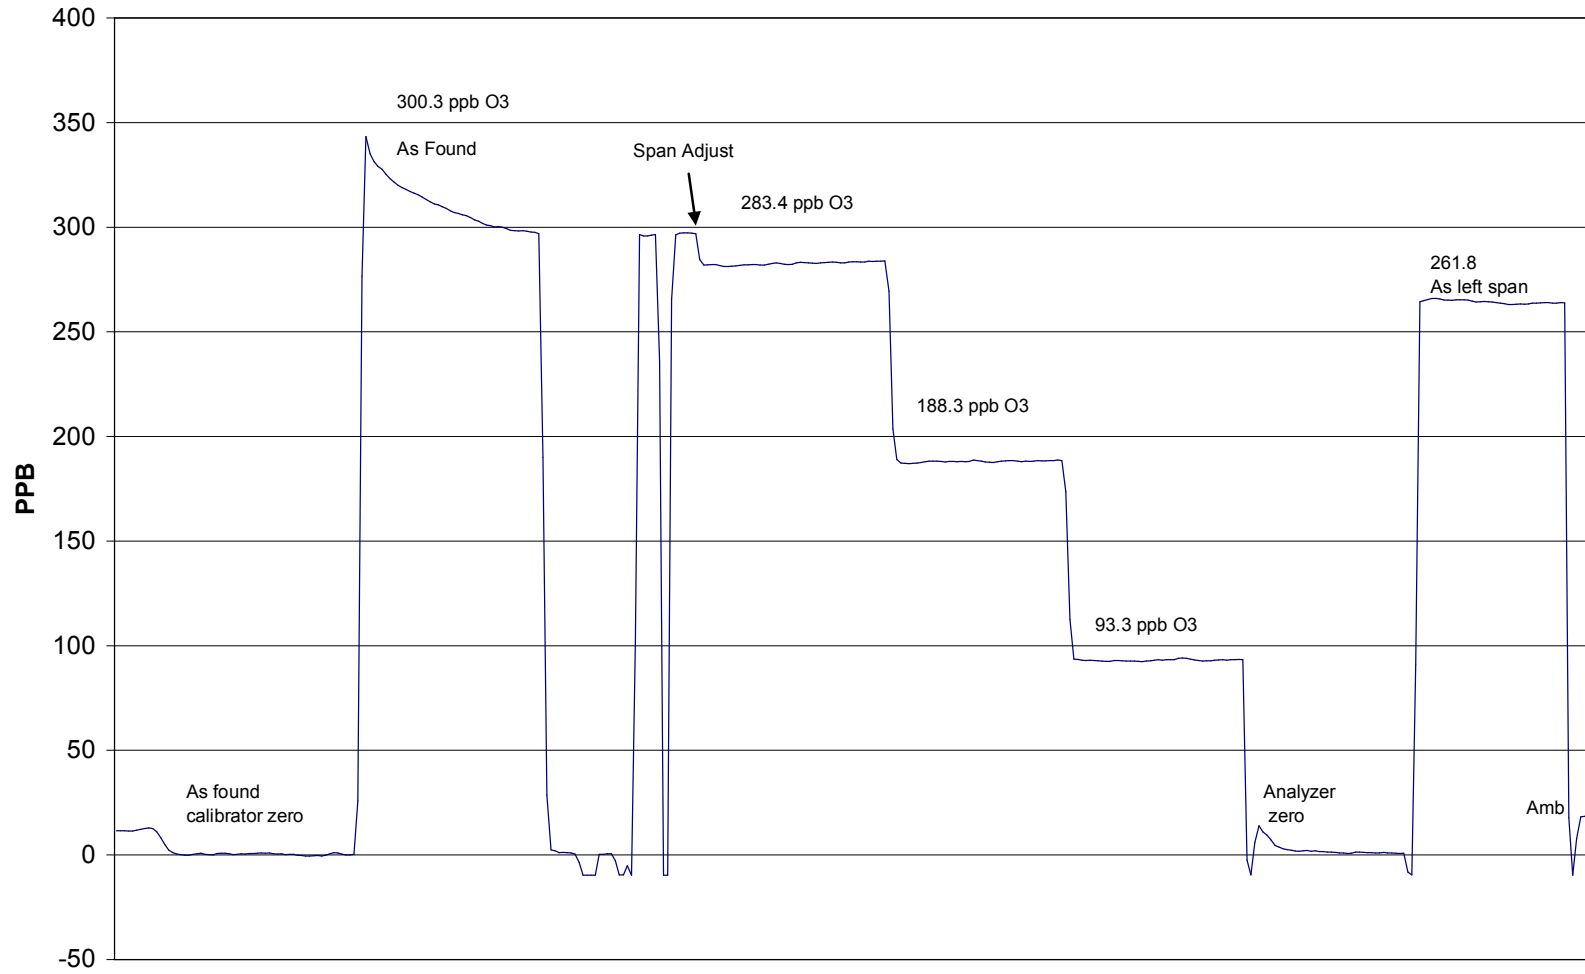 400
350
300
250
200
150
100
50
0
-50
PPB
300.3 ppb O3
As Found
Span Adjust
283.4 ppb O3
188.3 ppb O3
93.3 ppb O3
261.8
As left span
As found
calibrator zero
Analyzer
zero
Amb